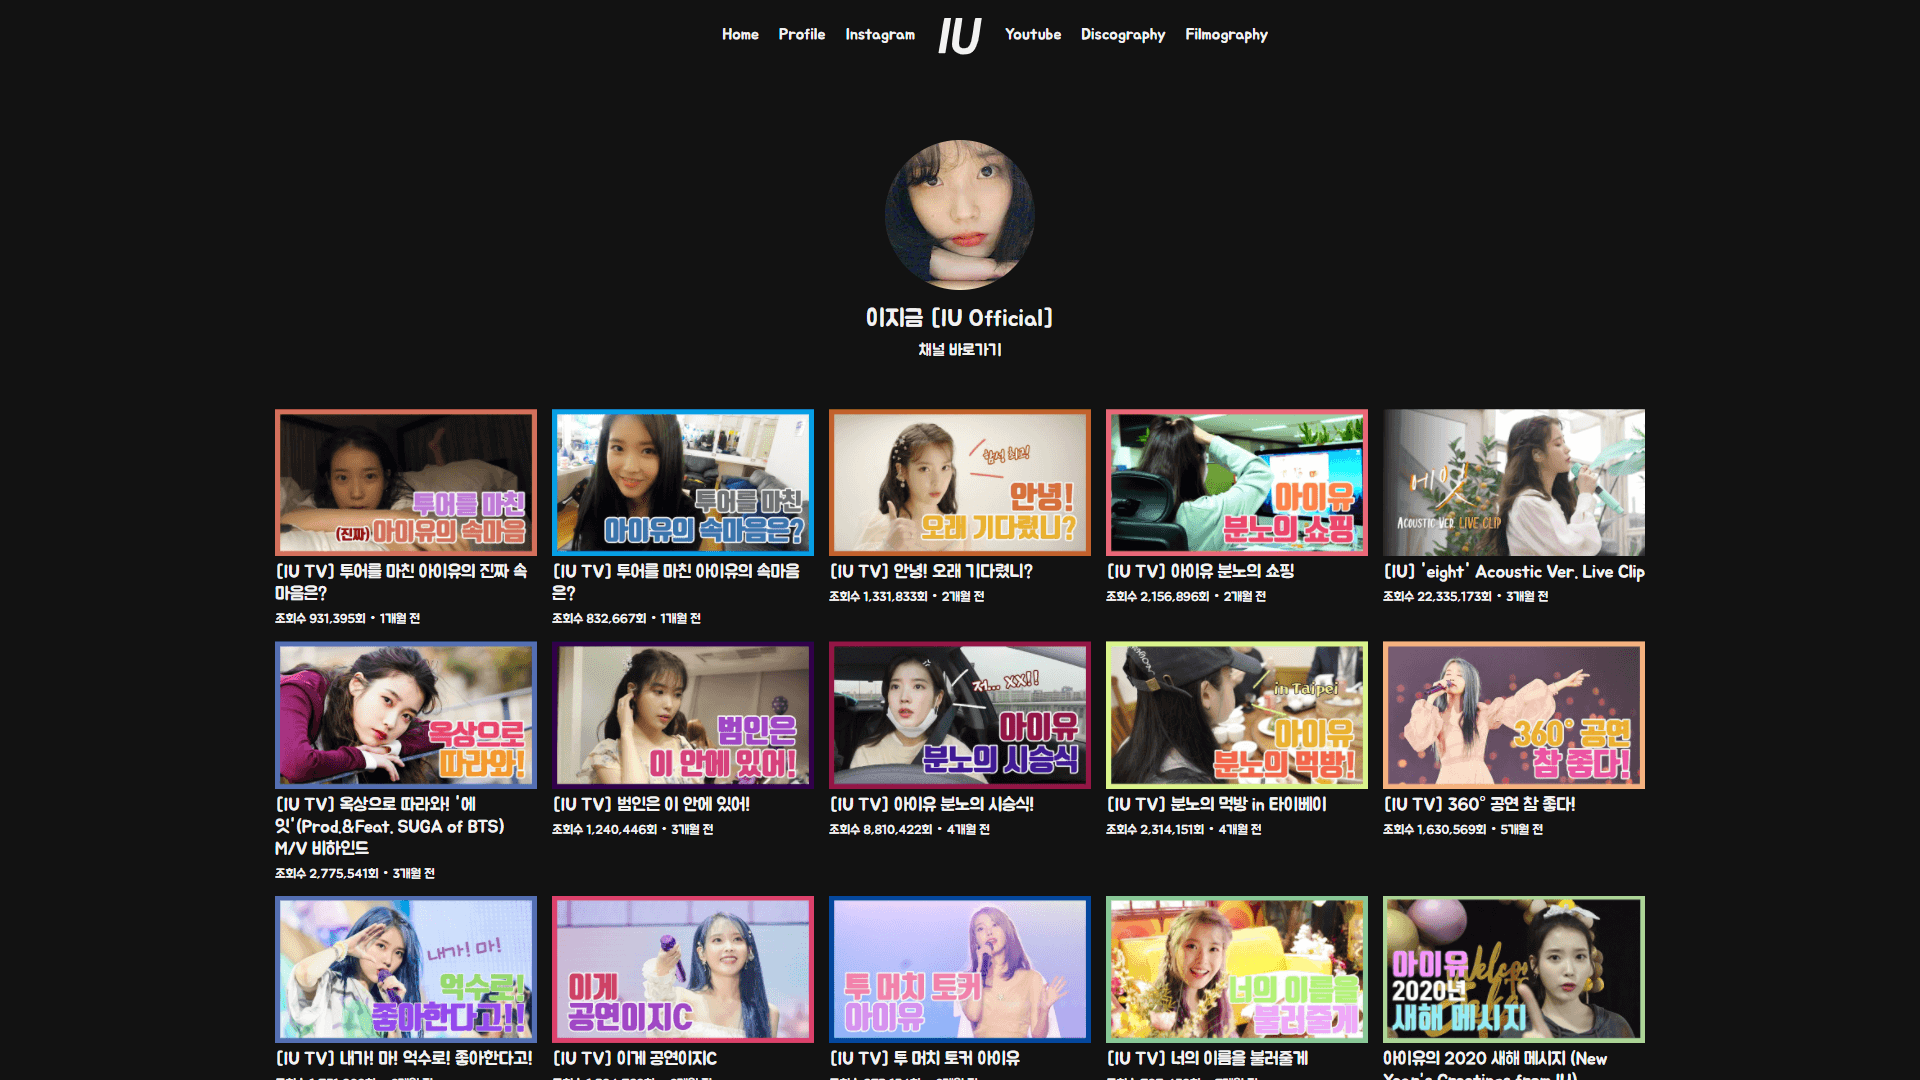 Home Profile Instagram IU Youtube Discography Filmography
이지금 [IU Official]
채널 바로가기
투어를 마친
(진짜) 아이유의 속마음
투어를 마친
아이유의 속마음은?
함석 최고!
안녕!
오래 기다렸니?
아이유
분노의 쇼핑
에잇
ACOUSTIC VER. LIVE CLIP
[IU TV] 투어를 마친 아이유의 진짜 속
마음은?
조회수 931,395회 • 1개월 전
[IU TV] 투어를 마친 아이유의 속마음
은?
조회수 832,667회 • 1개월 전
[IU TV] 안녕! 오래 기다렸니?
조회수 1,331,833회 • 2개월 전
[IU TV] 아이유 분노의 쇼핑
조회수 2,156,896회 • 2개월 전
[IU] 'eight' Acoustic Ver. Live Clip
조회수 22,335,173회 • 3개월 전
옥상으로
따라와!
범인은
이 안에 있어!
저... XX!!
아이유
분노의 시승식
in Taipei
아이유
분노의 먹방!
360° 공연
참 좋다!
[IU TV] 옥상으로 따라와! '에
잇'(Prod.&Feat. SUGA of BTS)
M/V 비하인드
조회수 2,775,541회 • 3개월 전
[IU TV] 범인은 이 안에 있어!
조회수 1,240,446회 • 3개월 전
[IU TV] 아이유 분노의 시승식!
조회수 8,810,422회 • 4개월 전
[IU TV] 분노의 먹방 in 타이베이
조회수 2,314,151회 • 4개월 전
[IU TV] 360° 공연 참 좋다!
조회수 1,630,569회 • 5개월 전
내가! 마!
억수로!
좋아한다고!!
이게
공연이지C
투 머치 토커
아이유
너의 이름을
불러줄게
Welcome
아이유
2020년
새해 메시지
[IU TV] 내가! 마! 억수로! 좋아한다고!
[IU TV] 이게 공연이지C
[IU TV] 투 머치 토커 아이유
[IU TV] 너의 이름을 불러줄게
아이유의 2020 새해 메시지 (New
Year's Greetings from IU)